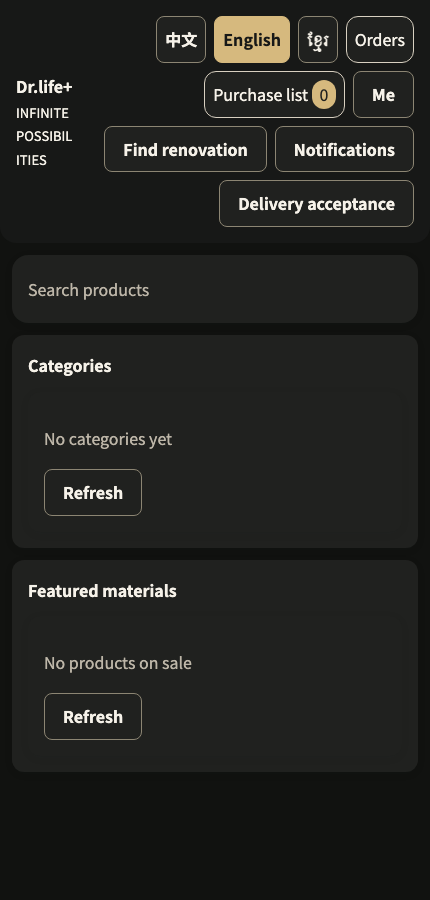 中文
English
ខ្មែរ
Orders
Dr.life+
INFINITE
POSSIBIL
ITIES
Purchase list 0
Me
Find renovation
Notifications
Delivery acceptance
Search products
Categories
No categories yet
Refresh
Featured materials
No products on sale
Refresh